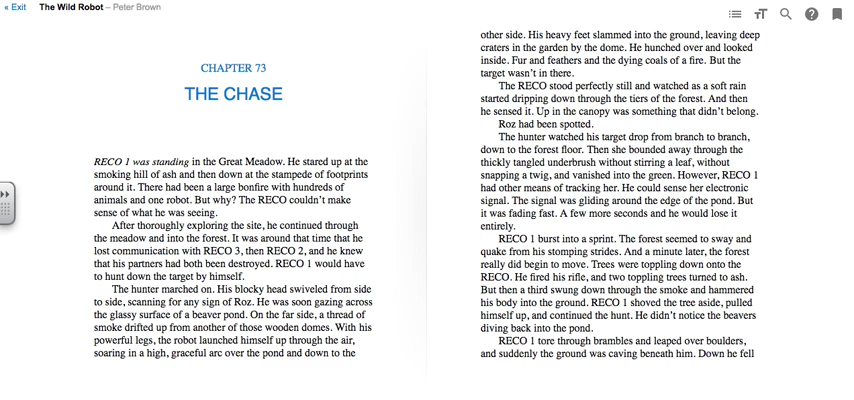 « Exit The Wild Robot – Peter Brown
CHAPTER 73
THE CHASE
RECO 1 was standing in the Great Meadow. He stared up at the
smoking hill of ash and then down at the stampede of footprints
around it. There had been a large bonfire with hundreds of
animals and one robot. But why? The RECO couldn’t make
sense of what he was seeing.
After thoroughly exploring the site, he continued through
the meadow and into the forest. It was around that time that he
lost communication with RECO 3, then RECO 2, and he knew
that his partners had both been destroyed. RECO 1 would have
to hunt down the target by himself.
The hunter marched on. His blocky head swiveled from side
to side, scanning for any sign of Roz. He was soon gazing across
the glassy surface of a beaver pond. On the far side, a thread of
smoke drifted up from another of those wooden domes. With his
powerful legs, the robot launched himself up through the air,
soaring in a high, graceful arc over the pond and down to the
other side. His heavy feet slammed into the ground, leaving deep
craters in the garden by the dome. He hunched over and looked
inside. Fur and feathers and the dying coals of a fire. But the
target wasn’t in there.
The RECO stood perfectly still and watched as a soft rain
started dripping down through the tiers of the forest. And then
he sensed it. Up in the canopy was something that didn’t belong.
Roz had been spotted.
The hunter watched his target drop from branch to branch,
down to the forest floor. Then she bounded away through the
thickly tangled underbrush without stirring a leaf, without
snapping a twig, and vanished into the green. However, RECO 1
had other means of tracking her. He could sense her electronic
signal. The signal was gliding around the edge of the pond. But
it was fading fast. A few more seconds and he would lose it
entirely.
RECO 1 burst into a sprint. The forest seemed to sway and
quake from his stomping strides. And a minute later, the forest
really did begin to move. Trees were toppling down onto the
RECO. He fired his rifle, and two toppling trees turned to ash.
But then a third swung down through the smoke and hammered
his body into the ground. RECO 1 shoved the tree aside, pulled
himself up, and continued the hunt. He didn’t notice the beavers
diving back into the pond.
RECO 1 tore through brambles and leaped over boulders,
and suddenly the ground was caving beneath him. Down he fell